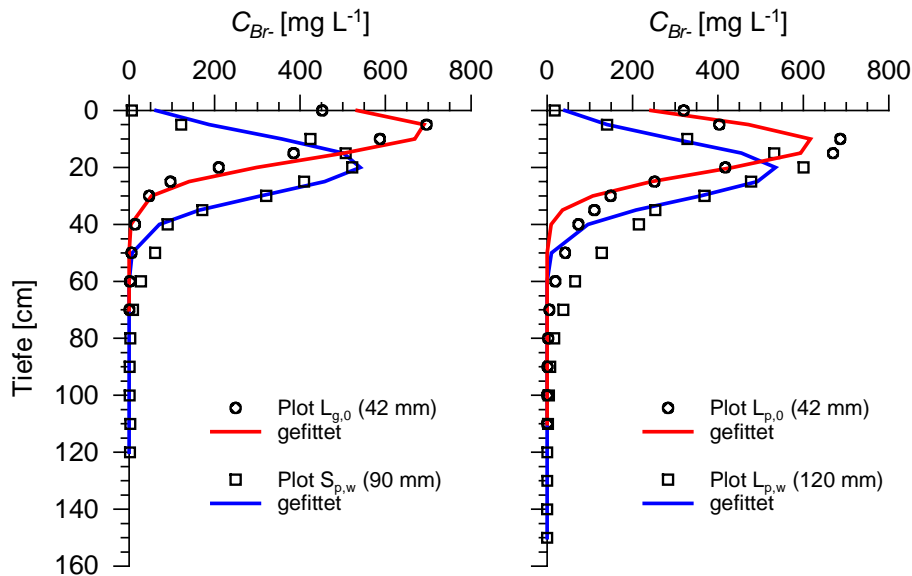 C_Br- [mg L⁻¹]
C_Br- [mg L⁻¹]
0 200 400 600 800
0 200 400 600 800
0
20
40
60
80
100
120
140
160
Tiefe [cm]
Plot L_g,0 (42 mm)
gefittet
Plot S_p,w (90 mm)
gefittet
Plot L_p,0 (42 mm)
gefittet
Plot L_p,w (120 mm)
gefittet